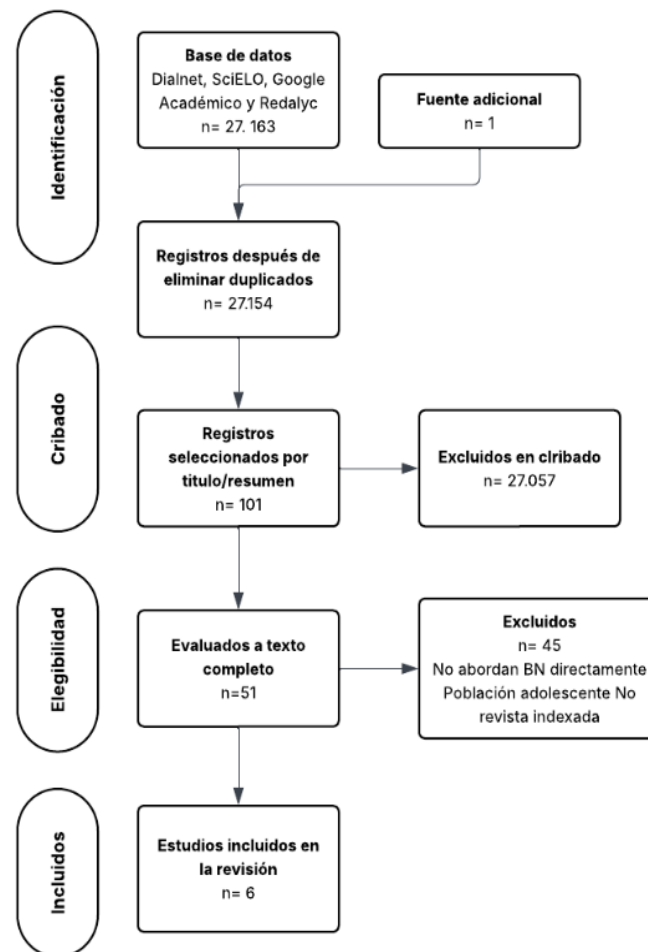 Identificación
Base de datos
Dialnet, SciELO, Google
Académico y Redalyc
n= 27. 163
Fuente adicional
n= 1
Registros después de
eliminar duplicados
n= 27.154
Cribado
Registros
seleccionados por
titulo/resumen
n= 101
Excluidos en clribado
n= 27.057
Elegibilidad
Evaluados a texto
completo
n=51
Excluidos
n= 45
No abordan BN directamente
Población adolescente No
revista indexada
Incluidos
Estudios incluidos en
la revisión
n= 6